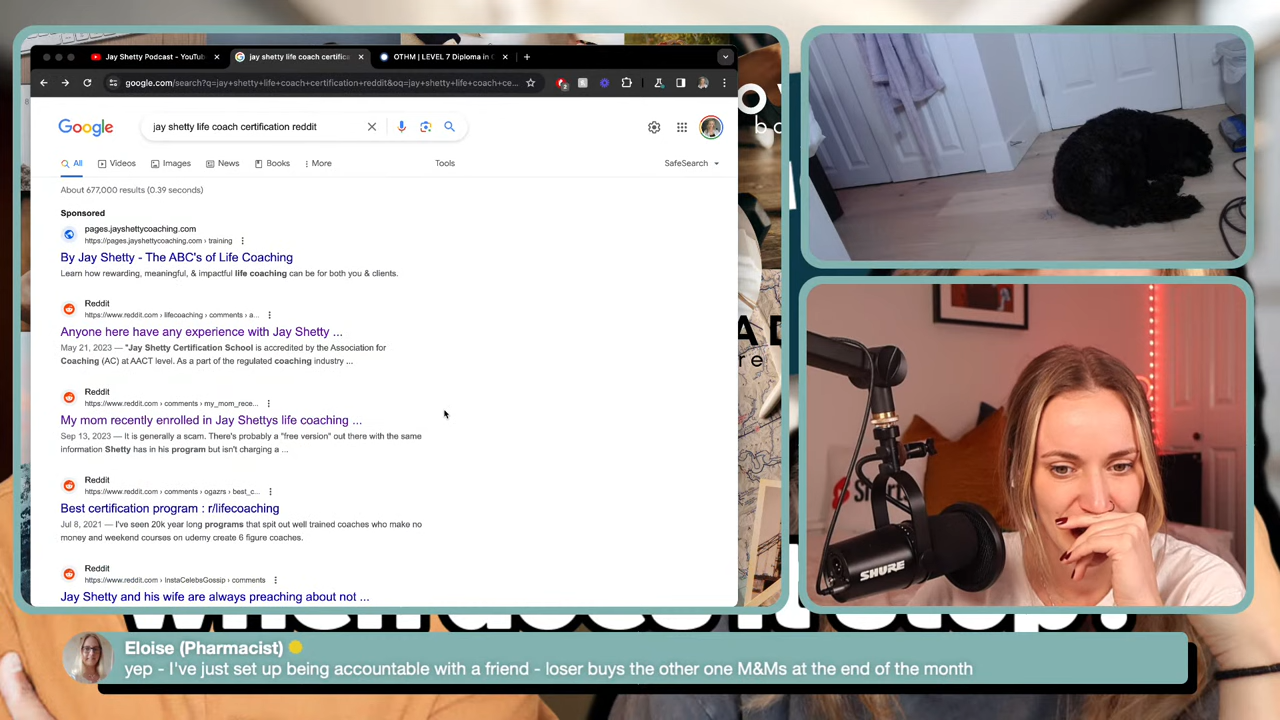 Jay Shetty Podcast - YouTub
jay shetty life coach certifica
OTHM | LEVEL 7 Diploma in
google.com/search?q=jay+shetty+life+coach+certification+reddit&oq=jay+shetty+life+coach+ce...
Google
jay shetty life coach certification reddit
All
Videos
Images
News
Books
More
Tools
SafeSearch
About 677,000 results (0.39 seconds)
Sponsored
pages.jayshettycoaching.com
https://pages.jayshettycoaching.com › training
By Jay Shetty - The ABC's of Life Coaching
Learn how rewarding, meaningful, & impactful life coaching can be for both you & clients.
Reddit
https://www.reddit.com › lifecoaching › comments › a...
Anyone here have any experience with Jay Shetty ...
May 21, 2023 — "Jay Shetty Certification School is accredited by the Association for
Coaching (AC) at AACT level. As a part of the regulated coaching industry ...
Reddit
https://www.reddit.com › comments › my_mom_rece...
My mom recently enrolled in Jay Shettys life coaching ...
Sep 13, 2023 — It is generally a scam. There's probably a "free version" out there with the same
information Shetty has in his program but isn't charging a ...
Reddit
https://www.reddit.com › comments › ogazrs › best_c...
Best certification program : r/lifecoaching
Jul 8, 2021 — I've seen 20k year long programs that spit out well trained coaches who make no
money and weekend courses on udemy create 6 figure coaches.
Reddit
https://www.reddit.com › InstaCelebsGossip › comments
Jay Shetty and his wife are always preaching about not ...
SHURE
Eloise (Pharmacist)
yep - I've just set up being accountable with a friend - loser buys the other one M&Ms at the end of the month